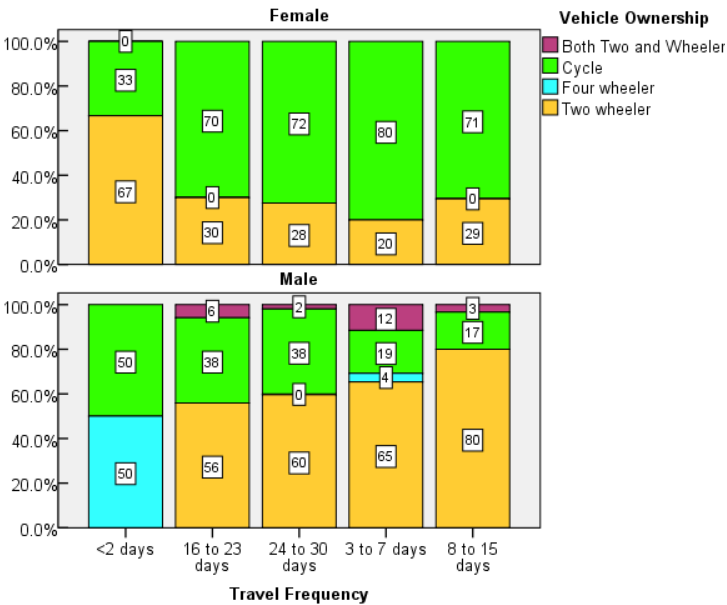 Female
Vehicle Ownership
Both Two and Wheeler
Cycle
Four wheeler
Two wheeler
100.0%
80.0%
60.0%
40.0%
20.0%
0.0%
0
33
67
70
0
30
72
28
80
20
71
0
29
Male
100.0%
80.0%
60.0%
40.0%
20.0%
0.0%
50
50
6
38
56
2
38
0
60
12
19
4
65
3
17
80
<2 days
16 to 23
days
24 to 30
days
3 to 7 days
8 to 15
days
Travel Frequency